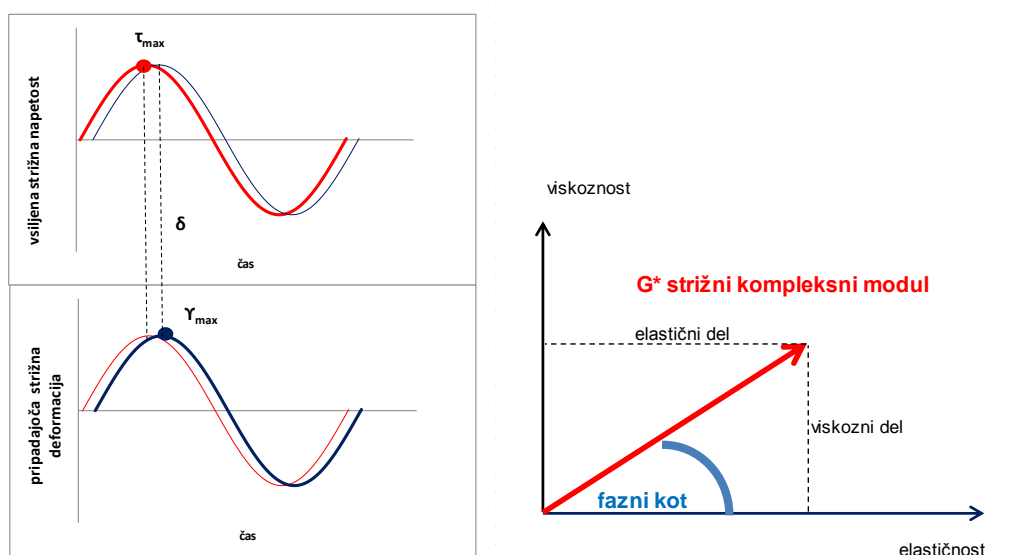 τmax
vsiljena strižna napetost
δ
čas
ϒmax
pripadajoča strižna
deformacija
čas
viskoznost
G* strižni kompleksni modul
elastični del
viskozni del
fazni kot
elastičnost